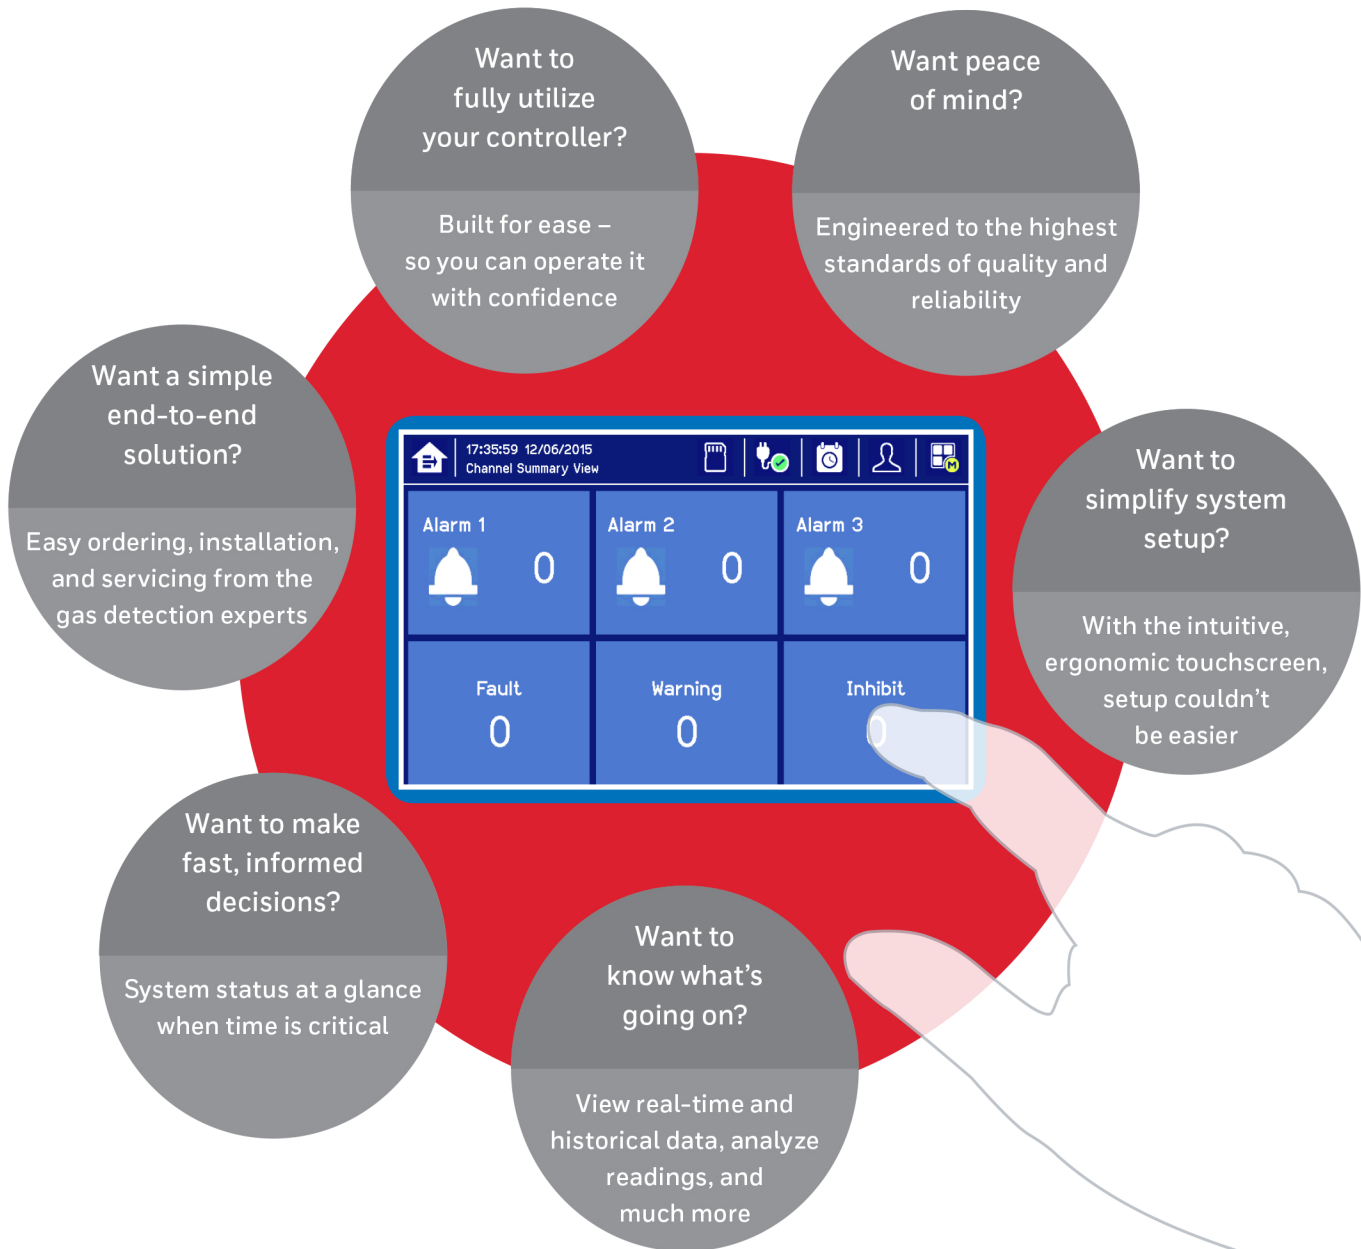 Want to
fully utilize
your controller?
Built for ease –
so you can operate it
with confidence
Want peace
of mind?
Engineered to the highest
standards of quality and
reliability
Want a simple
end-to-end
solution?
Easy ordering, installation,
and servicing from the
gas detection experts
17:35:59 12/06/2015
Channel Summary View
M
Alarm 1
0
Alarm 2
0
Alarm 3
0
Fault
0
Warning
0
Inhibit
0
Want to
simplify system
setup?
With the intuitive,
ergonomic touchscreen,
setup couldn’t
be easier
Want to make
fast, informed
decisions?
System status at a glance
when time is critical
Want to
know what’s
going on?
View real-time and
historical data, analyze
readings, and
much more